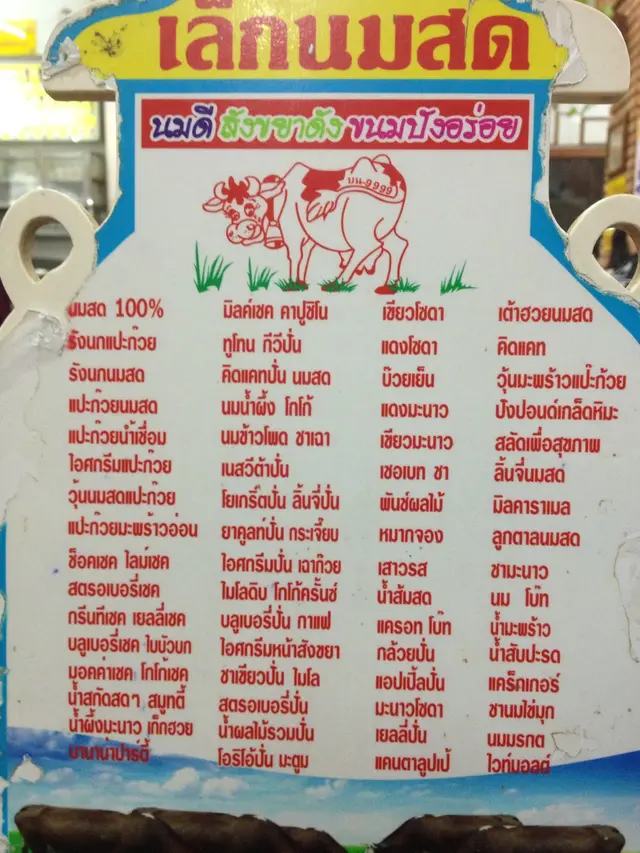 เล็กนมสด
นมดี สังขยาดัง ขนมปังอร่อย
บน-9999
นมสด 100%
รังนกแปะก๊วย
รังนกนมสด
แปะก๊วยนมสด
แปะก๊วยน้ำเชื่อม
ไอศกรีมแปะก๊วย
วุ้นนมสดแปะก๊วย
แปะก๊วยมะพร้าวอ่อน
ช็อคเชค ไลม์เชค
สตรอเบอรี่เชค
กรีนทีเชค เยลลี่เชค
บลูเบอรี่เชค ใบบัวบก
มอคค่าเชค โกโก้เชค
น้ำสกัดสดๆ สมูทตี้
น้ำผึ้งมะนาว เก็กฮวย
บานาน่าปาร์ตี้
มิลค์เชค คาปูชิโน
ทูโทน กีวีปั่น
คิดแคทปั่น นมสด
นมน้ำผึ้ง โกโก้
นมข้าวโพด ชาเฉา
เนสวีต้าปั่น
โยเกริ์ตปั่น ลิ้นจี่ปั่น
ยาคูลท์ปั่น กระเจี๊ยบ
ไอศกรีมปั่น เฉาก๊วย
ไมโลดิบ โกโก้ครั้นช์
บลูเบอรี่ปั่น กาแฟ
ไอศกรีมหน้าสังขยา
ชาเขียวปั่น ไมโล
สตรอเบอรี่ปั่น
น้ำผลไม้รวมปั่น
โอริโอ้ปั่น มะตูม
เขียวโซดา
แดงโซดา
บ๊วยเย็น
แดงมะนาว
เขียวมะนาว
เชอเบท ชา
พันช์ผลไม้
หมากจอง
เสาวรส
น้ำส้มสด
แครอท โบ๊ท
กล้วยปั่น
แอปเปิ้ลปั่น
มะนาวโซดา
เยลลี่ปั่น
แคนตาลูปเป้
เต้าฮวยนมสด
คิดแคท
วุ้นมะพร้าวแป๊ะก้วย
ปังปอนด์เกล็ดหิมะ
สลัดเพื่อสุขภาพ
ลิ้นจี่นมสด
มิลคาราเมล
ลูกตาลนมสด
ชามะนาว
นม โบ๊ท
น้ำมะพร้าว
น้ำสับปะรด
แคร็กเกอร์
ชานมไข่มุก
นมมรกต
ไวท์มอลต์